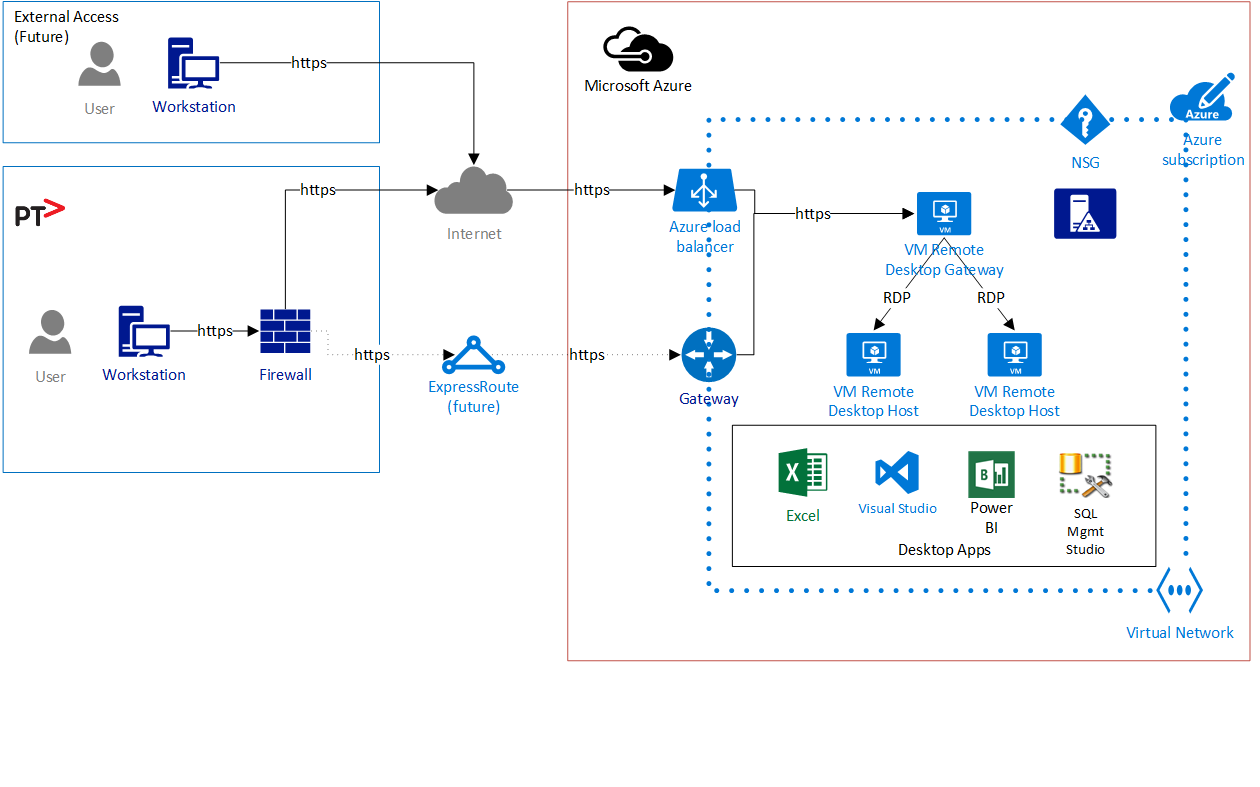 External Access
(Future)
User
Workstation
https
Microsoft Azure
Azure
Azure
subscription
NSG
PT
https
Internet
https
Azure load
balancer
https
VM
VM Remote
Desktop Gateway
RDP
RDP
User
Workstation
https
Firewall
https
ExpressRoute
(future)
https
Gateway
VM
VM Remote
Desktop Host
VM
VM Remote
Desktop Host
X
Excel
Visual Studio
B
Power
BI
SQL
Mgmt
Studio
Desktop Apps
Virtual Network